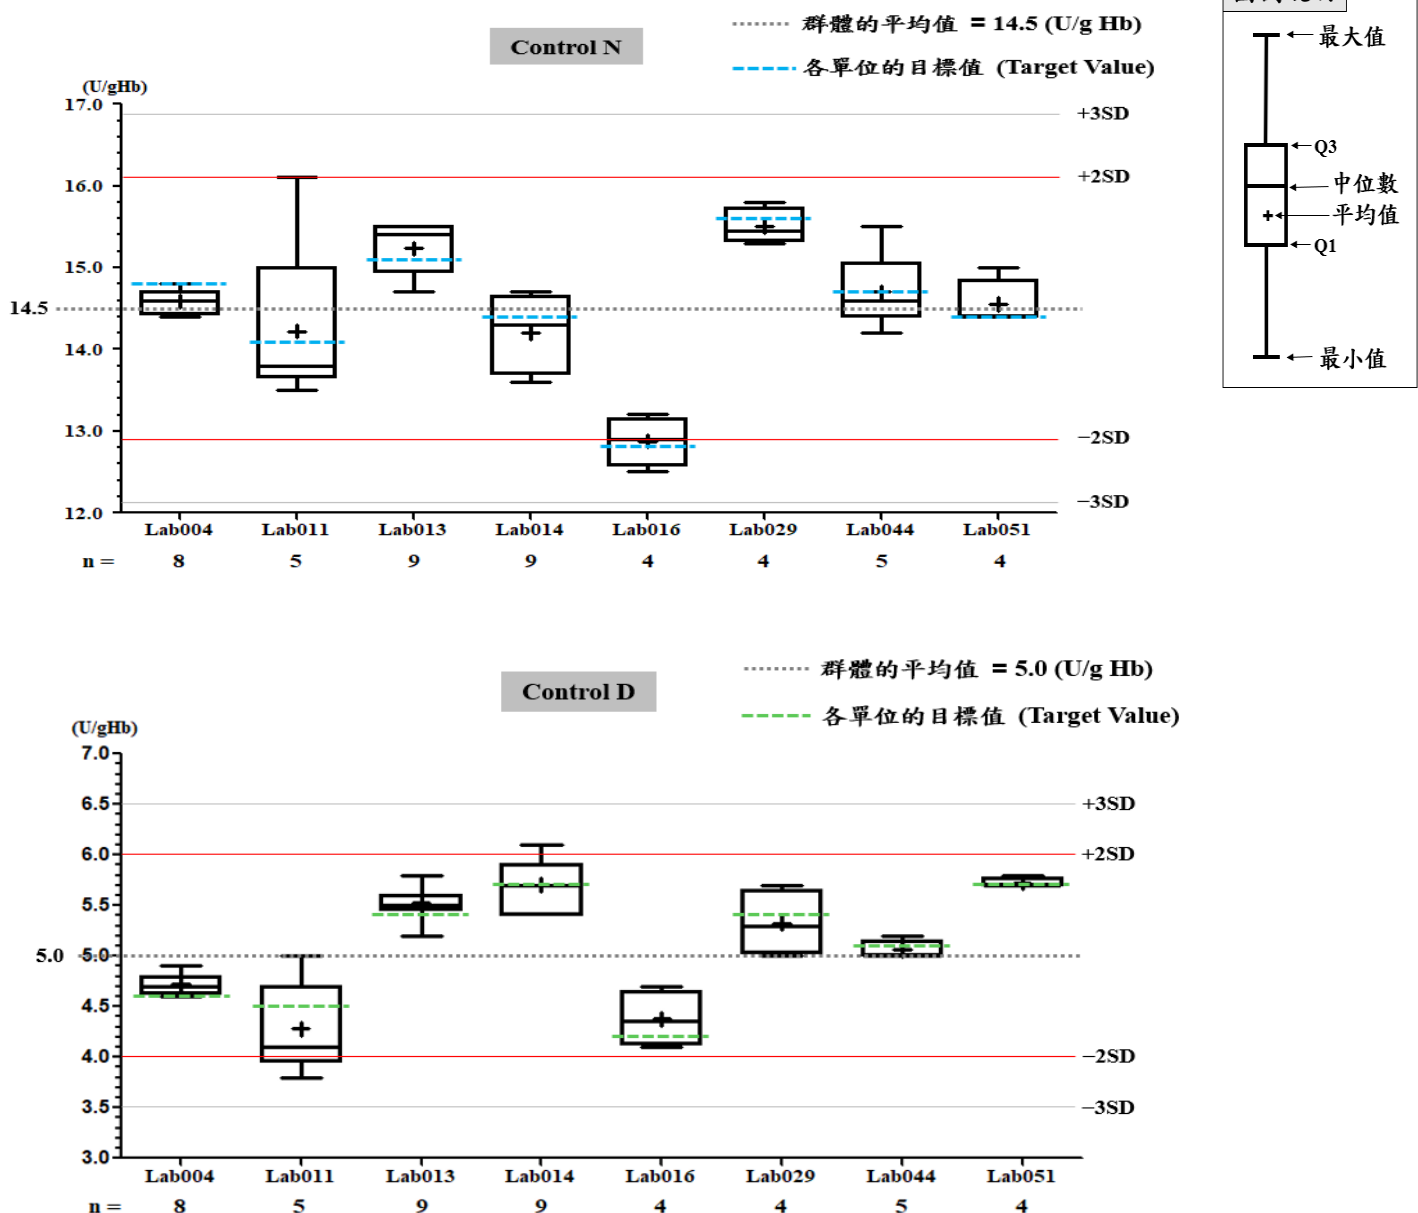 Control N
群體的平均值 = 14.5 (U/g Hb)
各單位的目標值 (Target Value)
(U/gHb)
17.0
16.0
15.0
14.5
14.0
13.0
12.0
+3SD
+2SD
−2SD
−3SD
Lab004 Lab011 Lab013 Lab014 Lab016 Lab029 Lab044 Lab051
n = 8 5 9 9 4 4 5 4
最大值
Q3
中位數
平均值
Q1
最小值
Control D
群體的平均值 = 5.0 (U/g Hb)
各單位的目標值 (Target Value)
(U/gHb)
7.0
6.5
6.0
5.5
5.0 5.0
4.5
4.0
3.5
3.0
+3SD
+2SD
−2SD
−3SD
Lab004 Lab011 Lab013 Lab014 Lab016 Lab029 Lab044 Lab051
n = 8 5 9 9 4 4 5 4